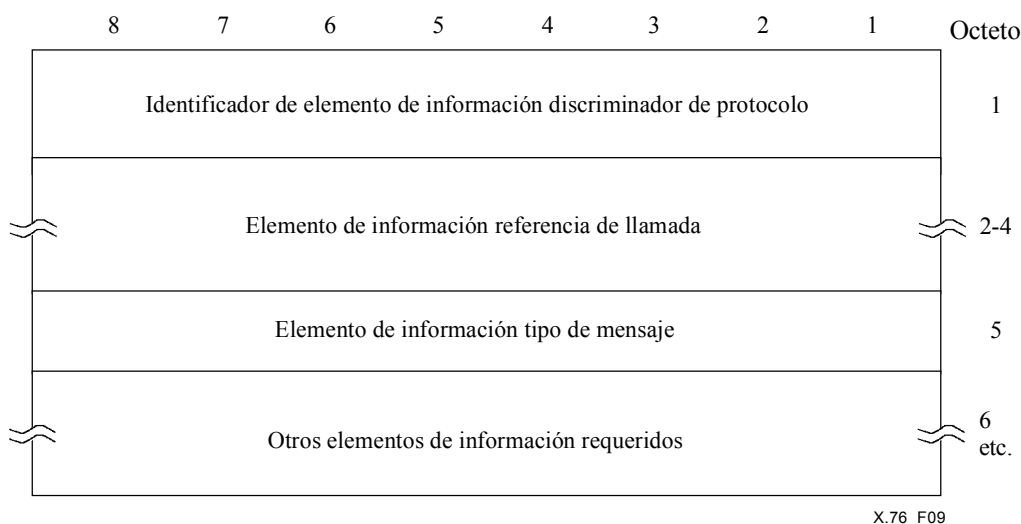 8 7 6 5 4 3 2 1 Octeto
Identificador de elemento de información discriminador de protocolo 1
Elemento de información referencia de llamada 2-4
Elemento de información tipo de mensaje 5
6
Otros elementos de información requeridos etc.
X.76_F09